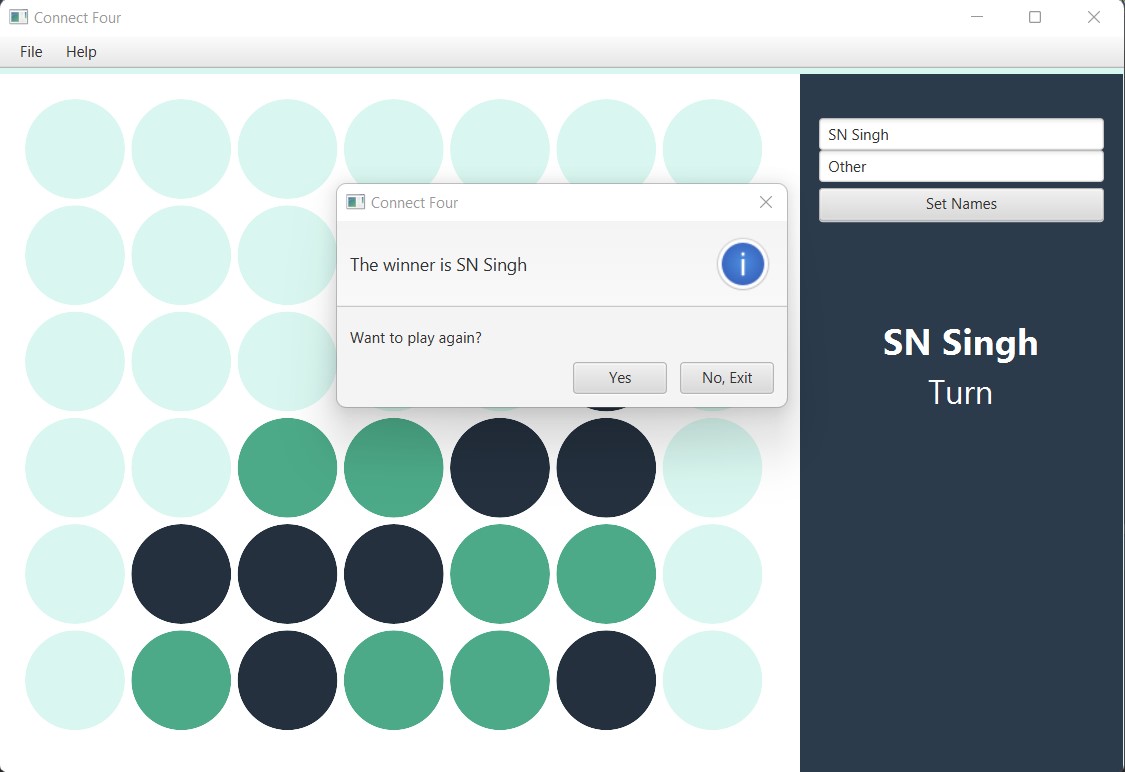 Connect Four
File Help
SN Singh
Other
Set Names
Connect Four
The winner is SN Singh
i
Want to play again?
Yes No, Exit
SN Singh
Turn